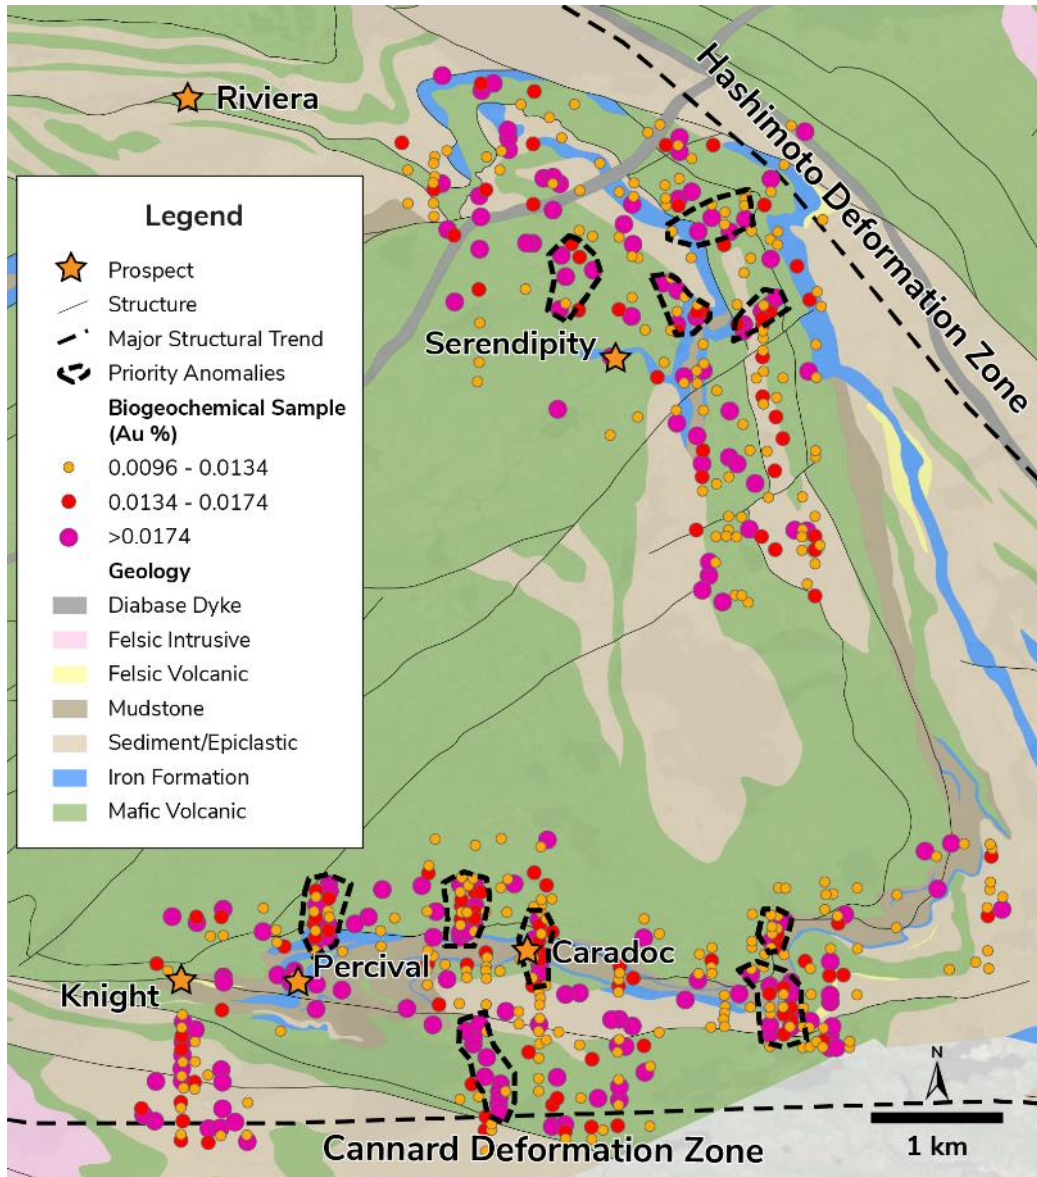 Riviera
Hashimoto Deformation Zone
Legend
Prospect
Structure
Major Structural Trend
Priority Anomalies
Biogeochemical Sample
(Au %)
0.0096 - 0.0134
0.0134 - 0.0174
>0.0174
Geology
Diabase Dyke
Felsic Intrusive
Felsic Volcanic
Mudstone
Sediment/Epiclastic
Iron Formation
Mafic Volcanic
Serendipity
Caradoc
Percival
Knight
N
1 km
Cannard Deformation Zone